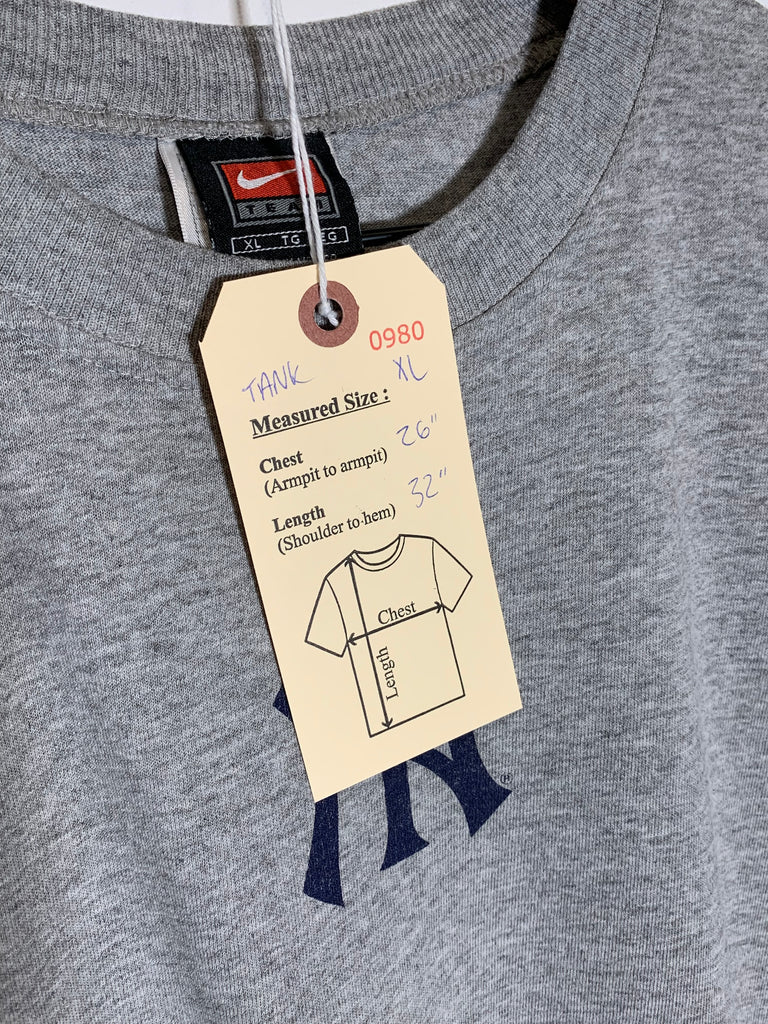 TEAM
XL TG EG
0980
TANK XL
Measured Size :
Chest 26"
(Armpit to armpit)
Length 32"
(Shoulder to hem)
Chest
Length
®